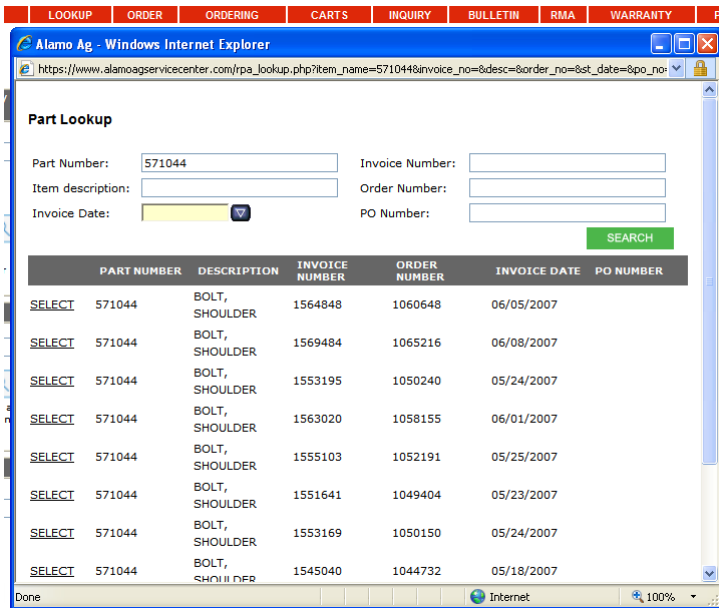 LOOKUP ORDER ORDERING CARTS INQUIRY BULLETIN RMA WARRANTY
Alamo Ag - Windows Internet Explorer
https://www.alamoagservicecenter.com/rpa_lookup.php?item_name=571044&invoice_no=&desc=&order_no=&st_date=&po_no=
Part Lookup
Part Number: 571044 Invoice Number:
Item description: Order Number:
Invoice Date: PO Number:
SEARCH
PART NUMBER DESCRIPTION INVOICE NUMBER ORDER NUMBER INVOICE DATE PO NUMBER
SELECT 571044 BOLT, SHOULDER 1564848 1060648 06/05/2007
SELECT 571044 BOLT, SHOULDER 1569484 1065216 06/08/2007
SELECT 571044 BOLT, SHOULDER 1553195 1050240 05/24/2007
SELECT 571044 BOLT, SHOULDER 1563020 1058155 06/01/2007
SELECT 571044 BOLT, SHOULDER 1555103 1052191 05/25/2007
SELECT 571044 BOLT, SHOULDER 1551641 1049404 05/23/2007
SELECT 571044 BOLT, SHOULDER 1553169 1050150 05/24/2007
SELECT 571044 BOLT, SHOULDER 1545040 1044732 05/18/2007
Done Internet 100%